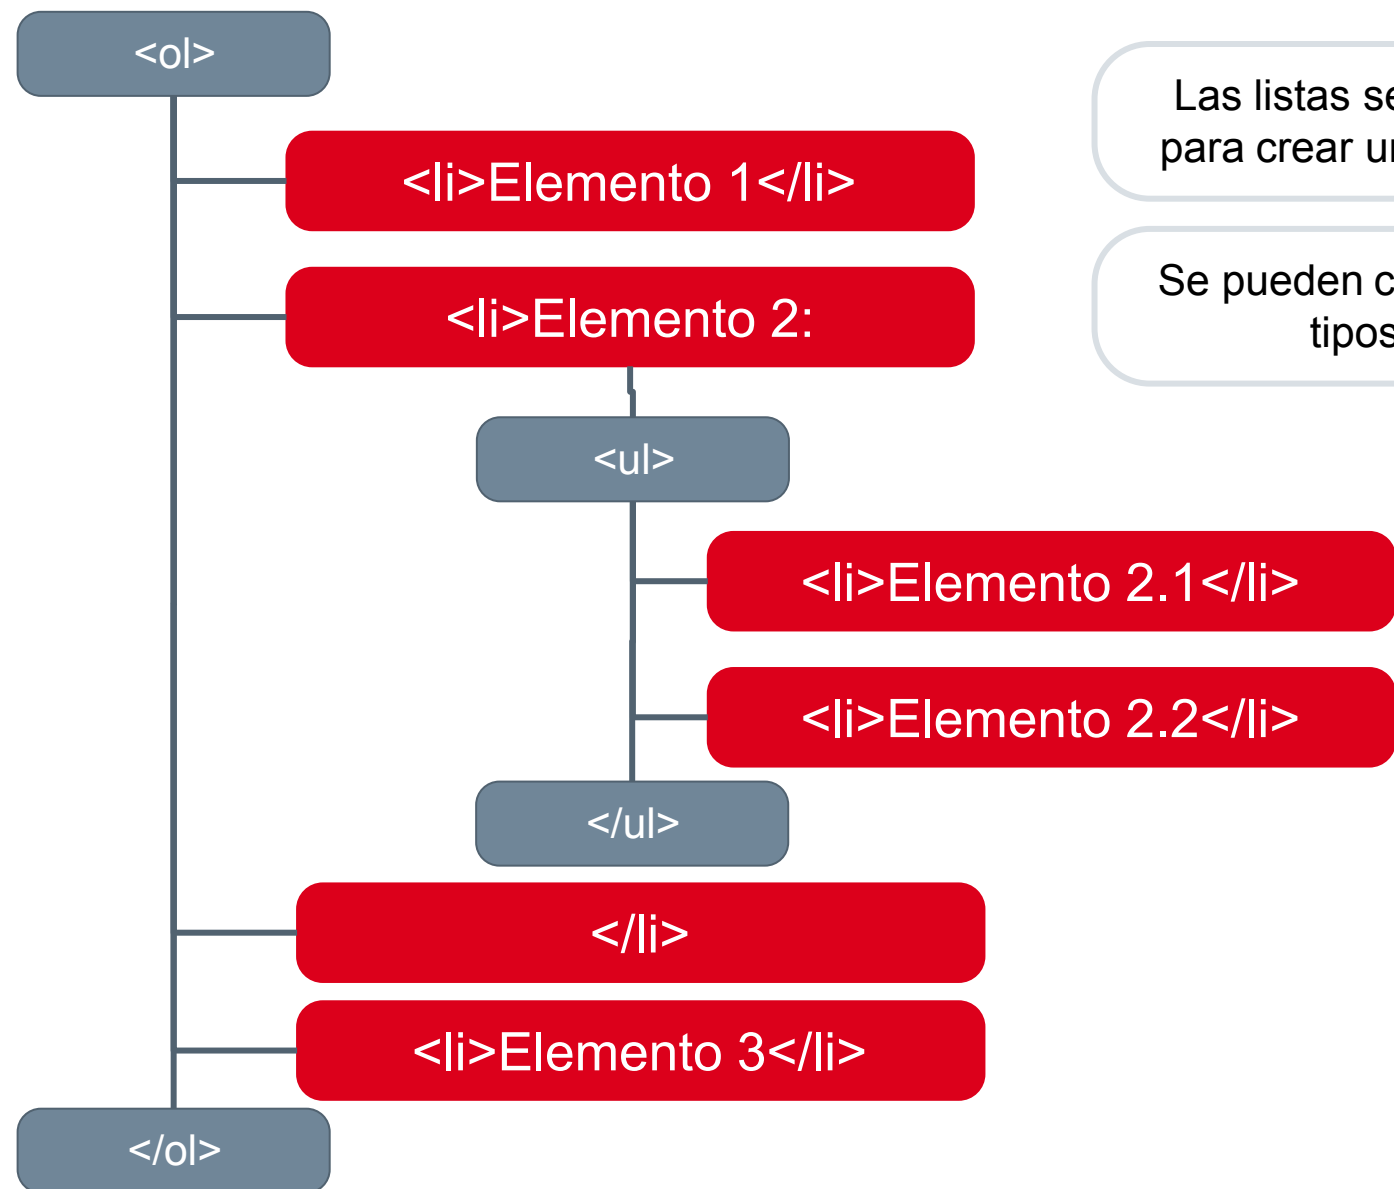 <ol>
<li>Elemento 1</li>
<li>Elemento 2:
<ul>
<li>Elemento 2.1</li>
<li>Elemento 2.2</li>
</ul>
</li>
<li>Elemento 3</li>
</ol>
Las listas se
para crear
Se pueden
tipos